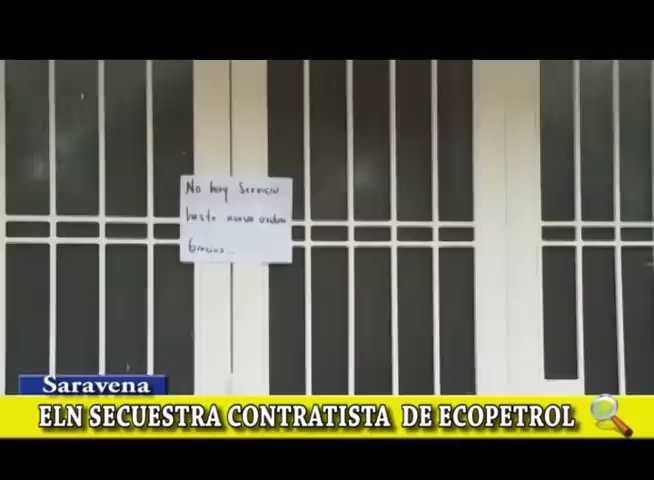 No hay Servicio
hasta nueva orden
Gracias...
Saravena
ELN SECUESTRA CONTRATISTA DE ECOPETROL